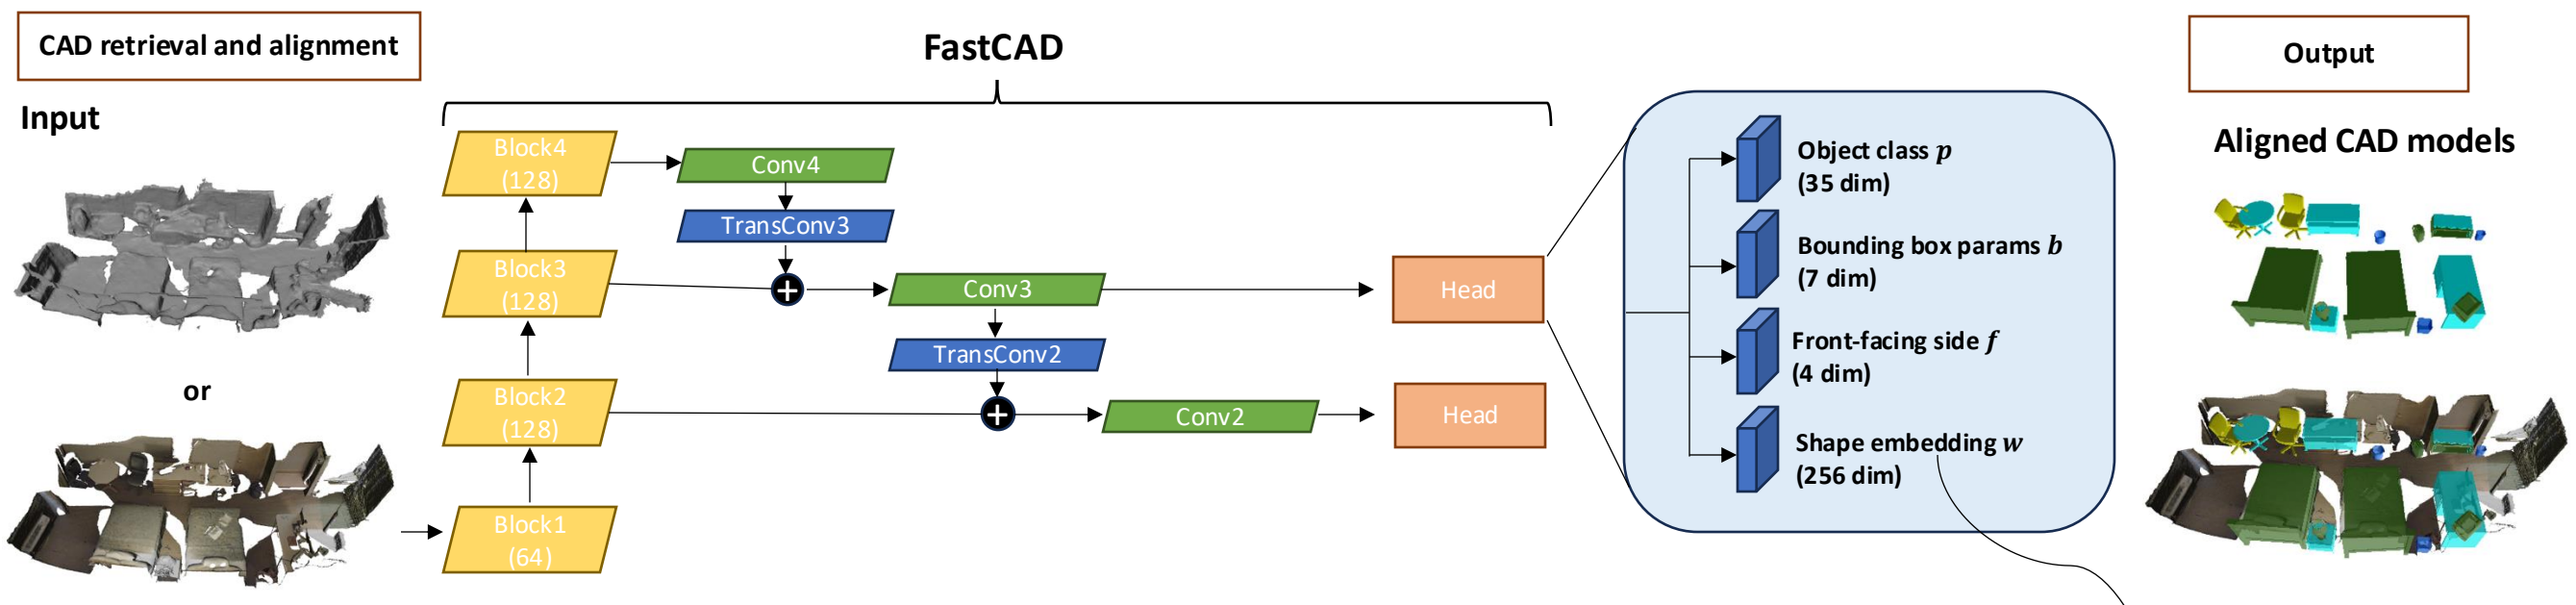 CAD retrieval and alignment
Input
or
FastCAD
Block4
(128)
Block3
(128)
Block2
(128)
Block1
(64)
Conv4
TransConv3
+
Conv3
TransConv2
+
Conv2
Head
Head
Object class p
(35 dim)
Bounding box params b
(7 dim)
Front-facing side f
(4 dim)
Shape embedding w
(256 dim)
Output
Aligned CAD models